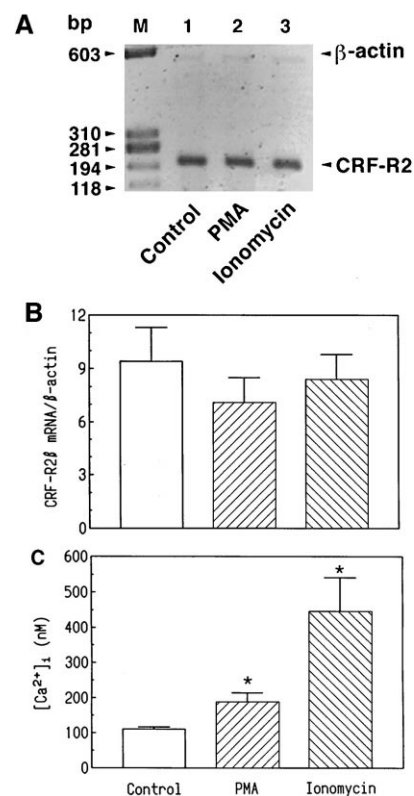 A bp M 1 2 3
603 β-actin
310
281
194 CRF-R2
118
Control PMA Ionomycin
B
12
9
6
3
0
CRF-R2β mRNA/β-actin
C
600
500
400
300
200
100
0
[Ca²⁺]i (nM)
* *
Control PMA Ionomycin